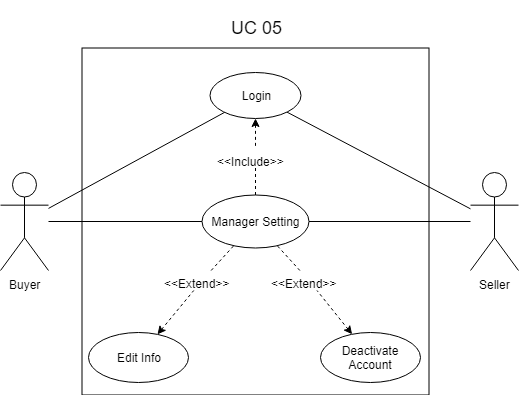 UC 05
Login
<<Include>>
Manager Setting
Buyer
Seller
<<Extend>>
<<Extend>>
Edit Info
Deactivate
Account